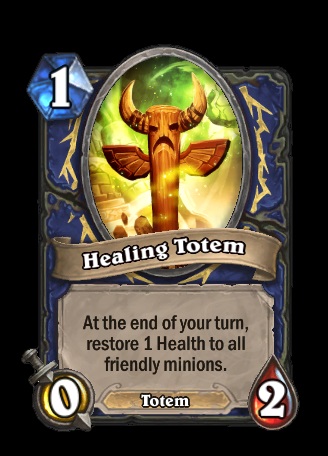 1
Healing Totem
At the end of your turn,
restore 1 Health to all
friendly minions.
0
Totem
2